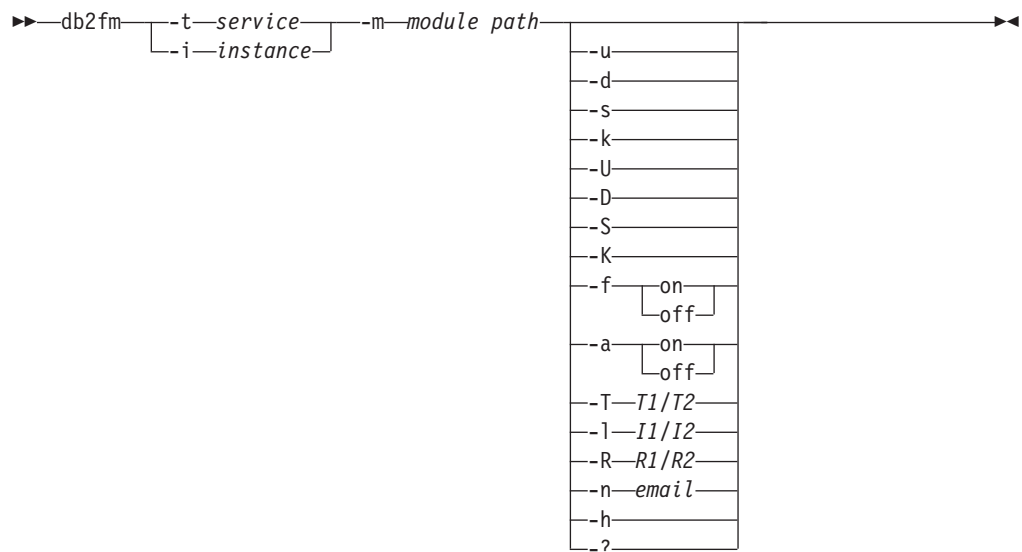 db2fm -t service -m module path
-i instance
-u
-d
-s
-k
-U
-D
-S
-K
-f on
off
-a on
off
-T T1/T2
-l I1/I2
-R R1/R2
-n email
-h
-?